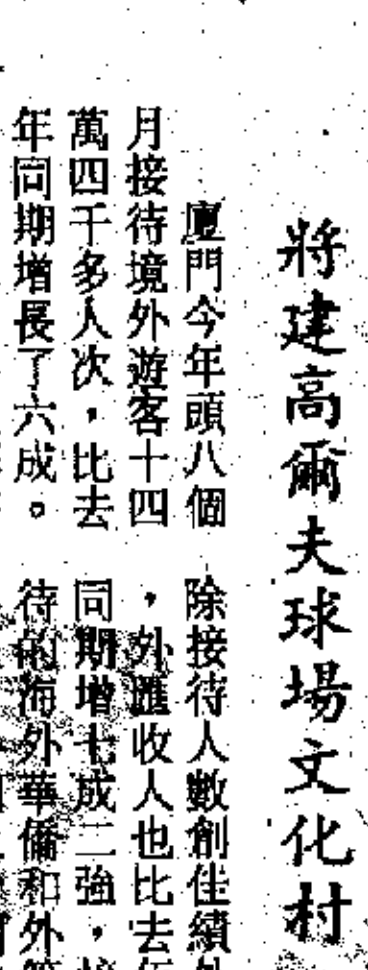 將建高爾夫球場文化村
廈門今年頭八個
月接待境外遊客十四
萬四千多人次，比去
年同期增長了六成。
除接待人數創佳績
，外匯收人也比去
同期增七成二強，
待的海外華僑和外